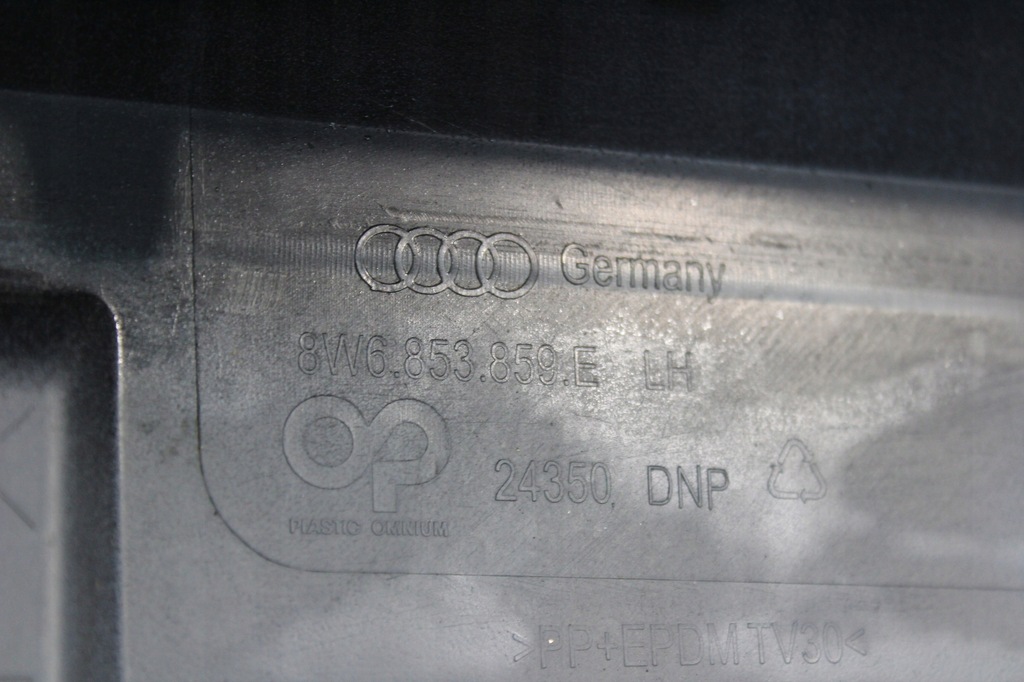 Germany
8W6.853.859.E LH
PLASTIC OMNIUM
24350, DNP
>PP+EPDM TV30<